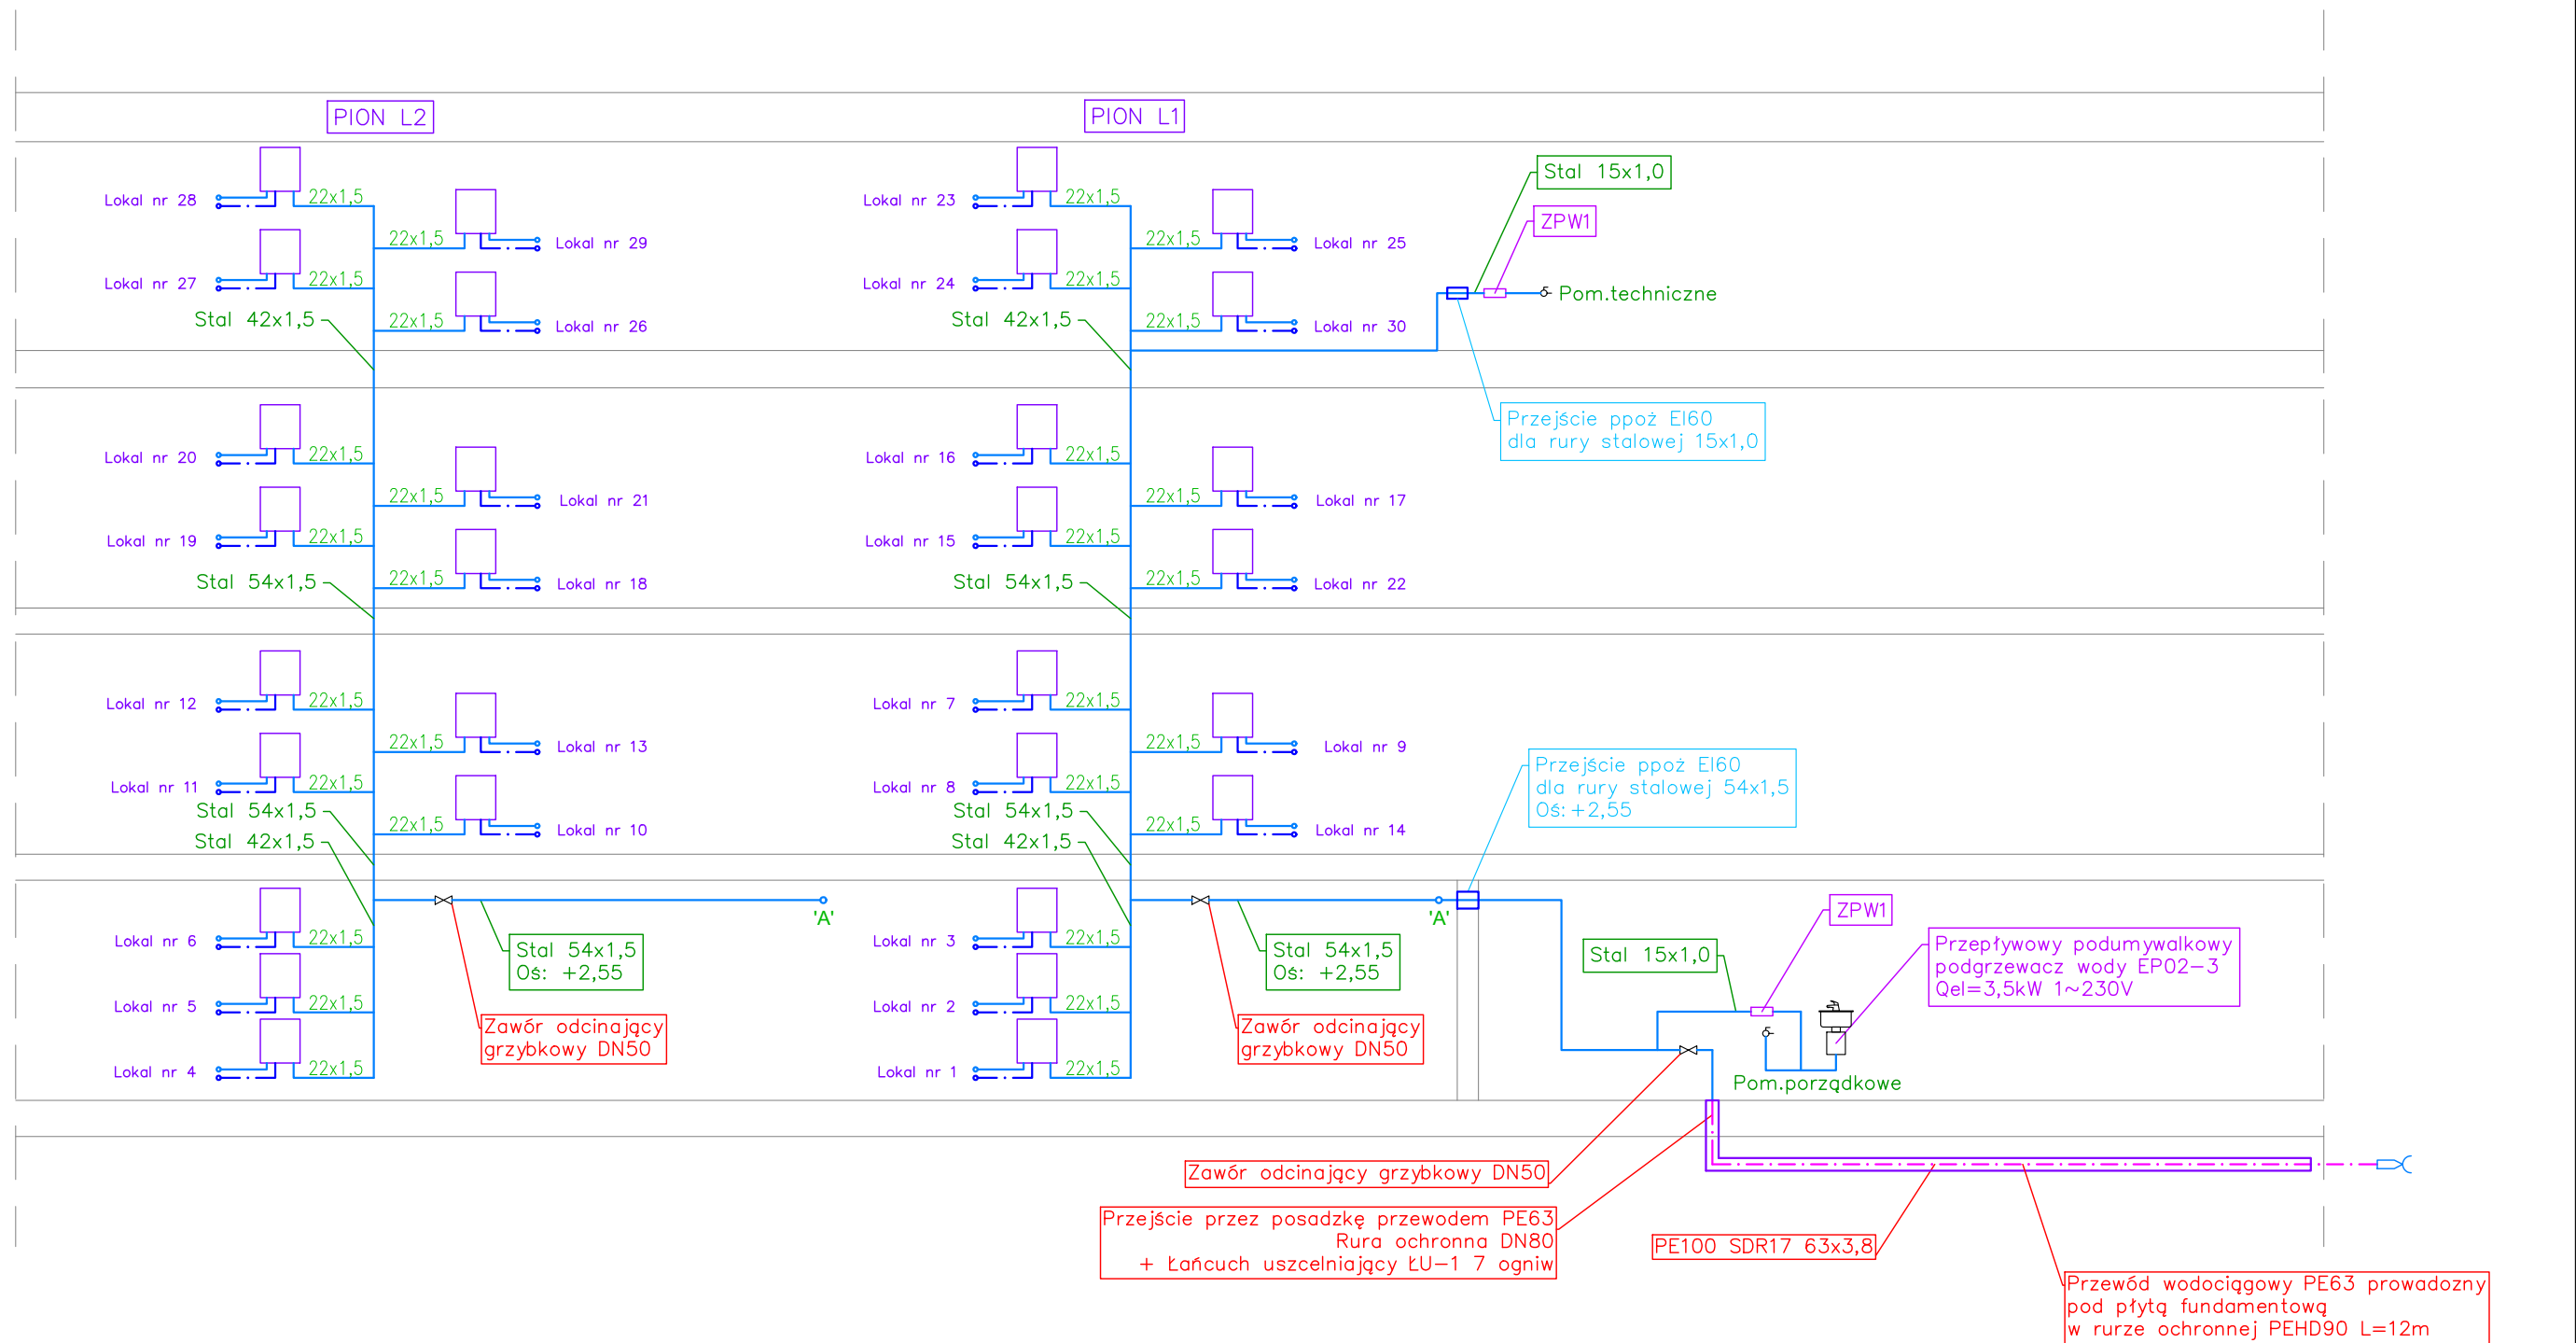 PION L2
PION L1
Stal 15x1,0
Lokal nr 28
22x1,5
Lokal nr 23
22x1,5
ZPW1
22x1,5
Lokal nr 29
22x1,5
Lokal nr 25
Lokal nr 27
22x1,5
Lokal nr 24
22x1,5
Pom.techniczne
Stal 42x1,5
22x1,5
Lokal nr 26
Stal 42x1,5
22x1,5
Lokal nr 30
Przejście ppoż EI60
dla rury stalowej 15x1,0
Lokal nr 20
22x1,5
Lokal nr 16
22x1,5
22x1,5
Lokal nr 21
22x1,5
Lokal nr 17
Lokal nr 19
22x1,5
Lokal nr 15
22x1,5
Stal 54x1,5
22x1,5
Lokal nr 18
Stal 54x1,5
22x1,5
Lokal nr 22
Lokal nr 12
22x1,5
Lokal nr 7
22x1,5
22x1,5
Lokal nr 13
22x1,5
Lokal nr 9
Przejście ppoż EI60
dla rury stalowej 54x1,5
Oś:+2,55
Lokal nr 11
22x1,5
Lokal nr 8
22x1,5
Stal 54x1,5
22x1,5
Lokal nr 10
Stal 54x1,5
22x1,5
Lokal nr 14
Stal 42x1,5
Stal 42x1,5
'A'
'A'
ZPW1
Lokal nr 6
22x1,5
Stal 54x1,5
Oś: +2,55
Lokal nr 3
22x1,5
Stal 54x1,5
Oś: +2,55
Stal 15x1,0
Przepływowy podumywalkowy
podgrzewacz wody EPO2-3
Qel=3,5kW 1~230V
Lokal nr 5
22x1,5
Lokal nr 2
22x1,5
Zawór odcinający
grzybkowy DN50
Zawór odcinający
grzybkowy DN50
Lokal nr 4
22x1,5
Lokal nr 1
22x1,5
Pom.porządkowe
Zawór odcinający grzybkowy DN50
Przejście przez posadzkę przewodem PE63
Rura ochronna DN80
+ Łańcuch uszcelniający ŁU-1 7 ogniw
PE100 SDR17 63x3,8
Przewód wodociągowy PE63 prowadozny
pod płytą fundamentową
w rurze ochronnej PEHD90 L=12m